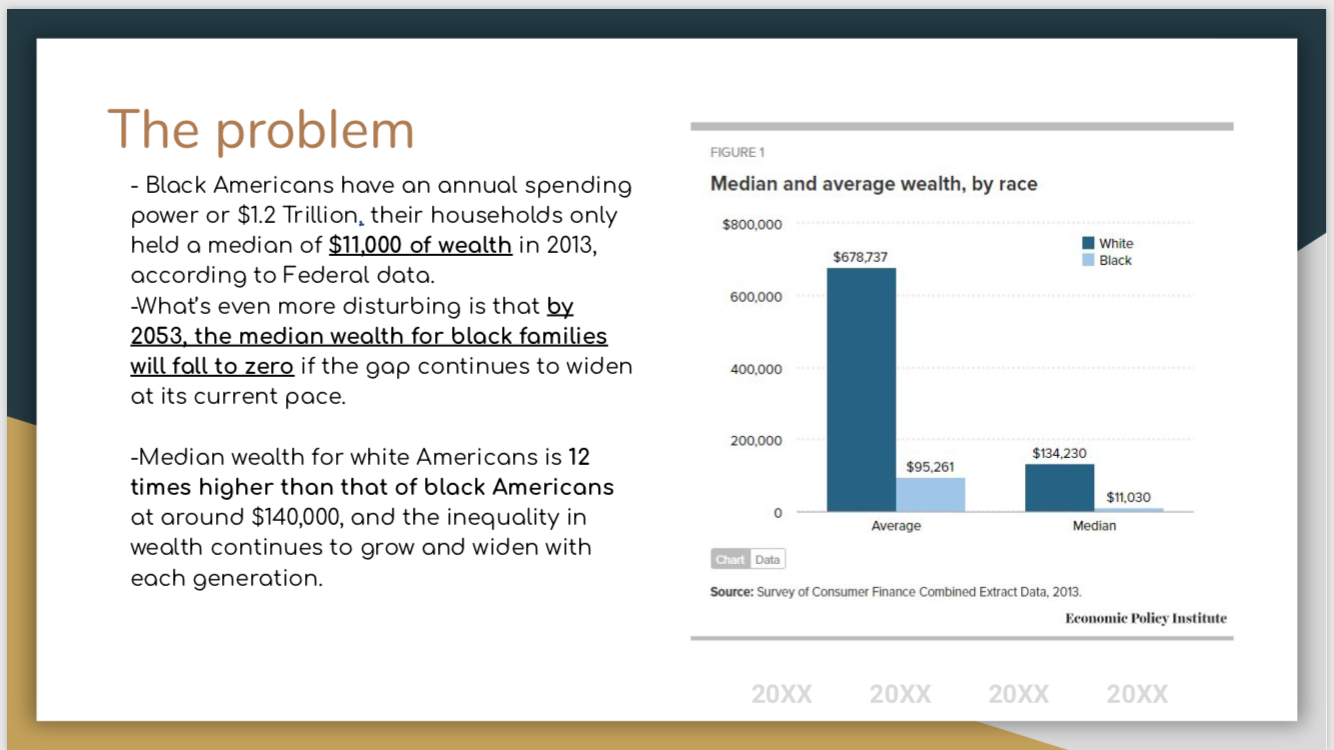 The problem
- Black Americans have an annual spending
power or $1.2 Trillion, their households only
held a median of $11,000 of wealth in 2013,
according to Federal data.
-What's even more disturbing is that by
2053, the median wealth for black families
will fall to zero if the gap continues to widen
at its current pace.
-Median wealth for white Americans is 12
times higher than that of black Americans
at around $140,000, and the inequality in
wealth continues to grow and widen with
each generation.
FIGURE 1
Median and average wealth, by race
$800,000
600,000
400,000
200,000
0
White
Black
$678,737
$95,261
$134,230
$11,030
Average
Median
Chart Data
Source: Survey of Consumer Finance Combined Extract Data, 2013.
Economic Policy Institute
20XX 20XX 20XX 20XX